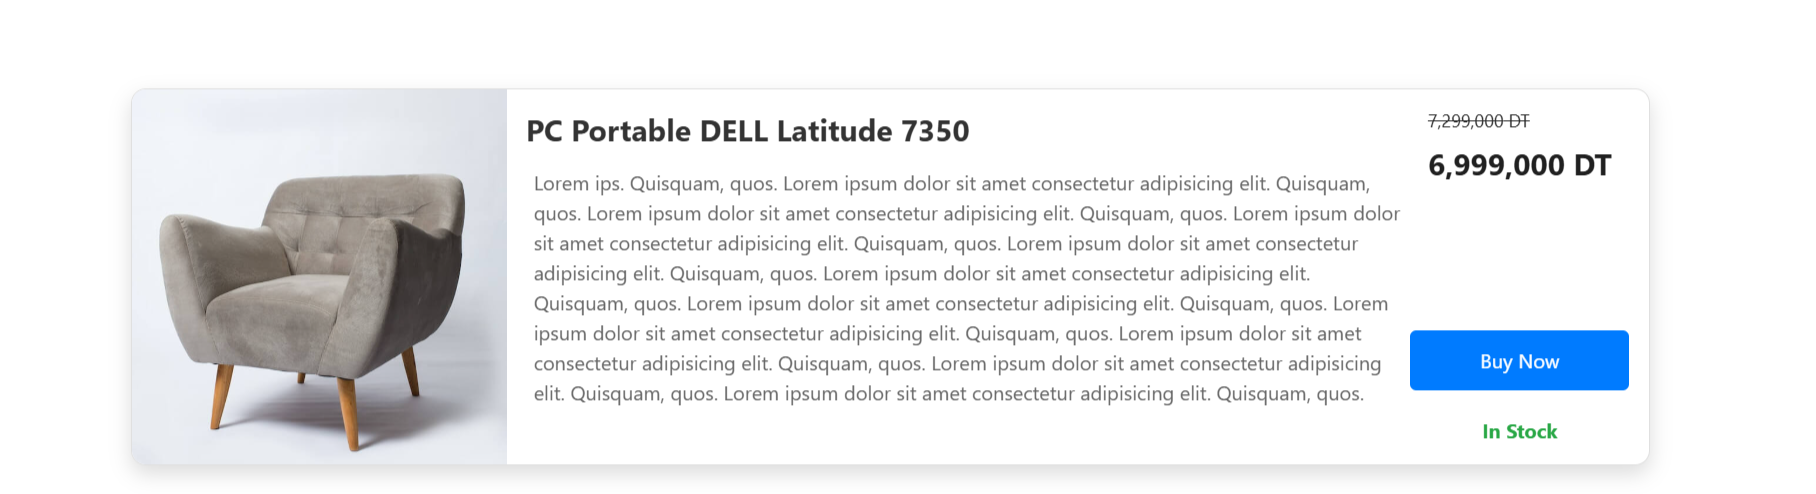 PC Portable DELL Latitude 7350
Lorem ips. Quisquam, quos. Lorem ipsum dolor sit amet consectetur adipisicing elit. Quisquam,
quos. Lorem ipsum dolor sit amet consectetur adipisicing elit. Quisquam, quos. Lorem ipsum dolor
sit amet consectetur adipisicing elit. Quisquam, quos. Lorem ipsum dolor sit amet consectetur
adipisicing elit. Quisquam, quos. Lorem ipsum dolor sit amet consectetur adipisicing elit.
Quisquam, quos. Lorem ipsum dolor sit amet consectetur adipisicing elit. Quisquam, quos. Lorem
ipsum dolor sit amet consectetur adipisicing elit. Quisquam, quos. Lorem ipsum dolor sit amet
consectetur adipisicing elit. Quisquam, quos. Lorem ipsum dolor sit amet consectetur adipisicing
elit. Quisquam, quos. Lorem ipsum dolor sit amet consectetur adipisicing elit. Quisquam, quos.
7,299,000 DT
6,999,000 DT
Buy Now
In Stock